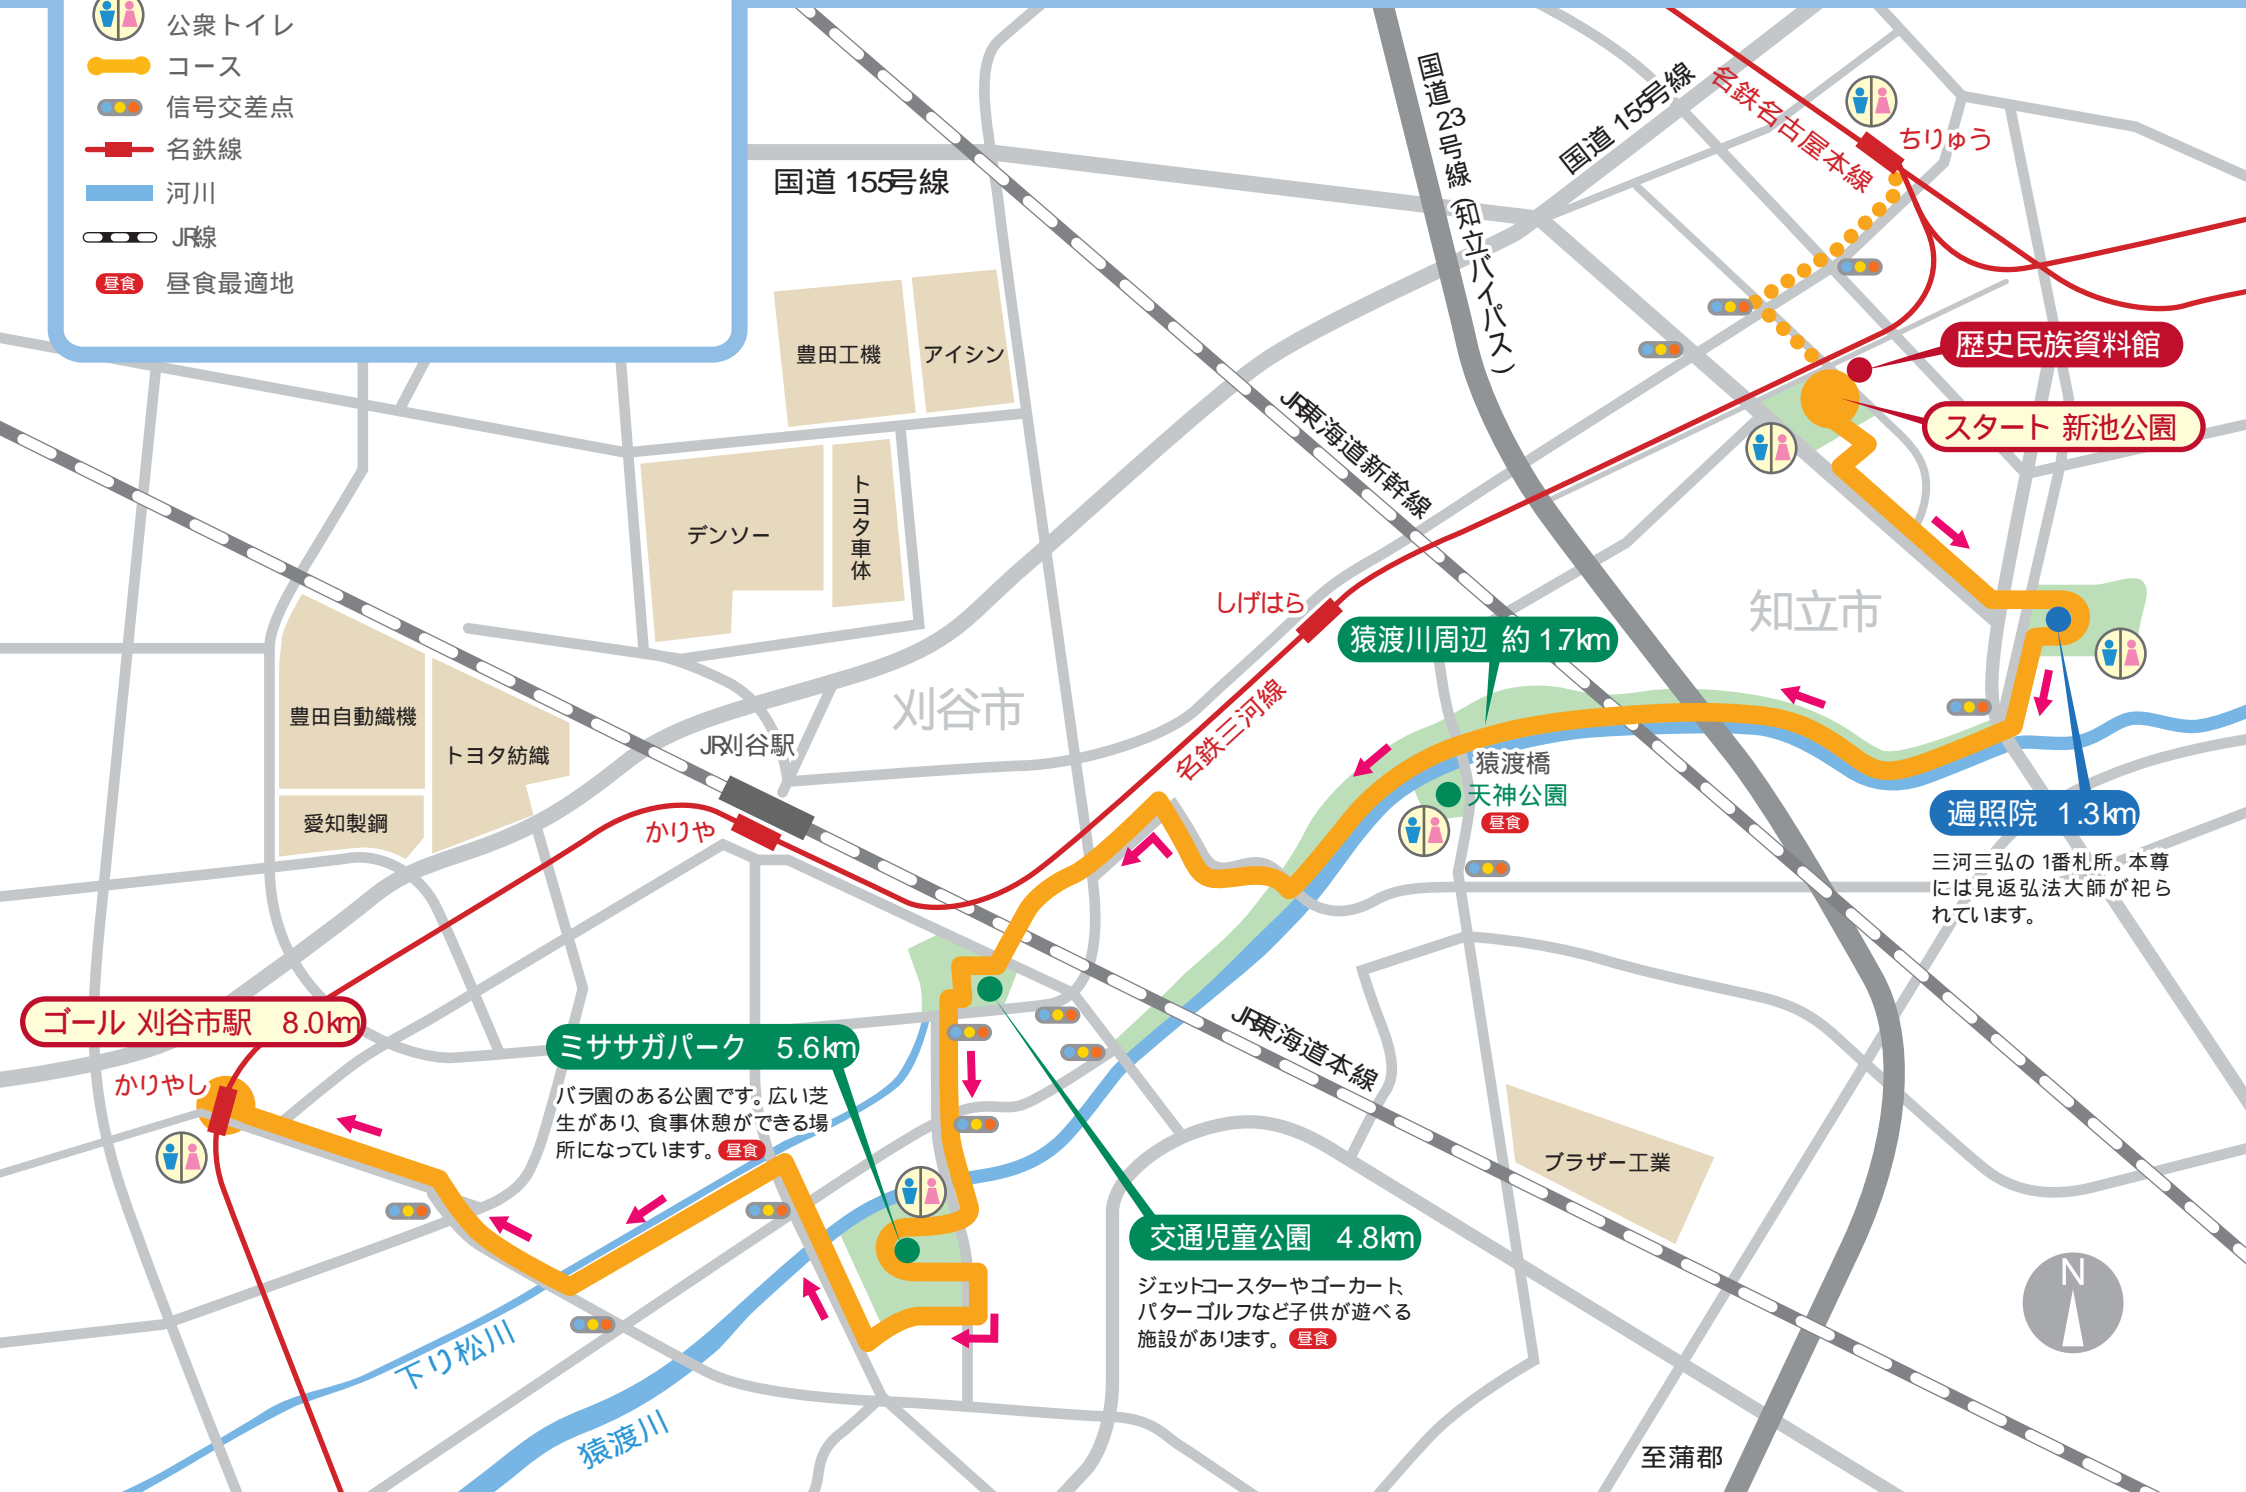 公衆トイレ
コース
信号交差点
名鉄線
河川
JR線
昼食 昼食最適地
国道155号線
国道23号線(知立バイパス)
国道155号線
名鉄名古屋本線
ちりゅう
歴史民族資料館
スタート 新池公園
豊田工機
アイシン
デンソー
トヨタ車体
JR東海道新幹線
しげはら
知立市
猿渡川周辺 約1.7km
刈谷市
名鉄三河線
豊田自動織機
トヨタ紡織
愛知製鋼
JR刈谷駅
かりや
猿渡橋
天神公園
昼食
遍照院 1.3km
三河三弘の1番札所。本尊
には見返弘法大師が祀ら
れています。
ゴール 刈谷市駅 8.0km
かりやし
ミササガパーク 5.6km
バラ園のある公園です。広い芝
生があり、食事休憩ができる場
所になっています。昼食
JR東海道本線
ブラザー工業
交通児童公園 4.8km
ジェットコースターやゴーカート、
パターゴルフなど子供が遊べる
施設があります。昼食
N
下り松川
猿渡川
至蒲郡